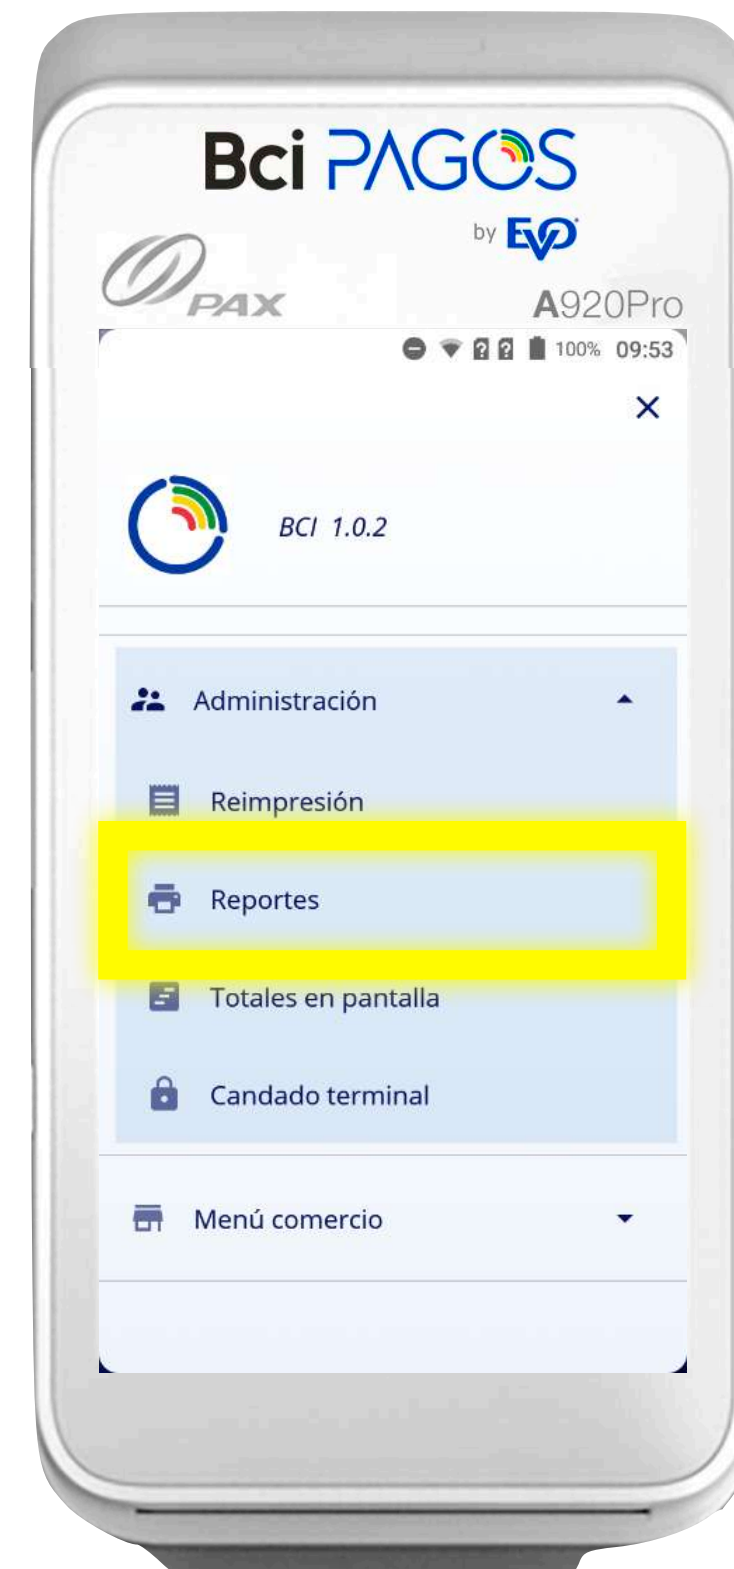 Bci PAGOS
by EVO
PAX
A920Pro
100% 09:53
BCI 1.0.2
Administración
Reimpresión
Reportes
Totales en pantalla
Candado terminal
Menú comercio